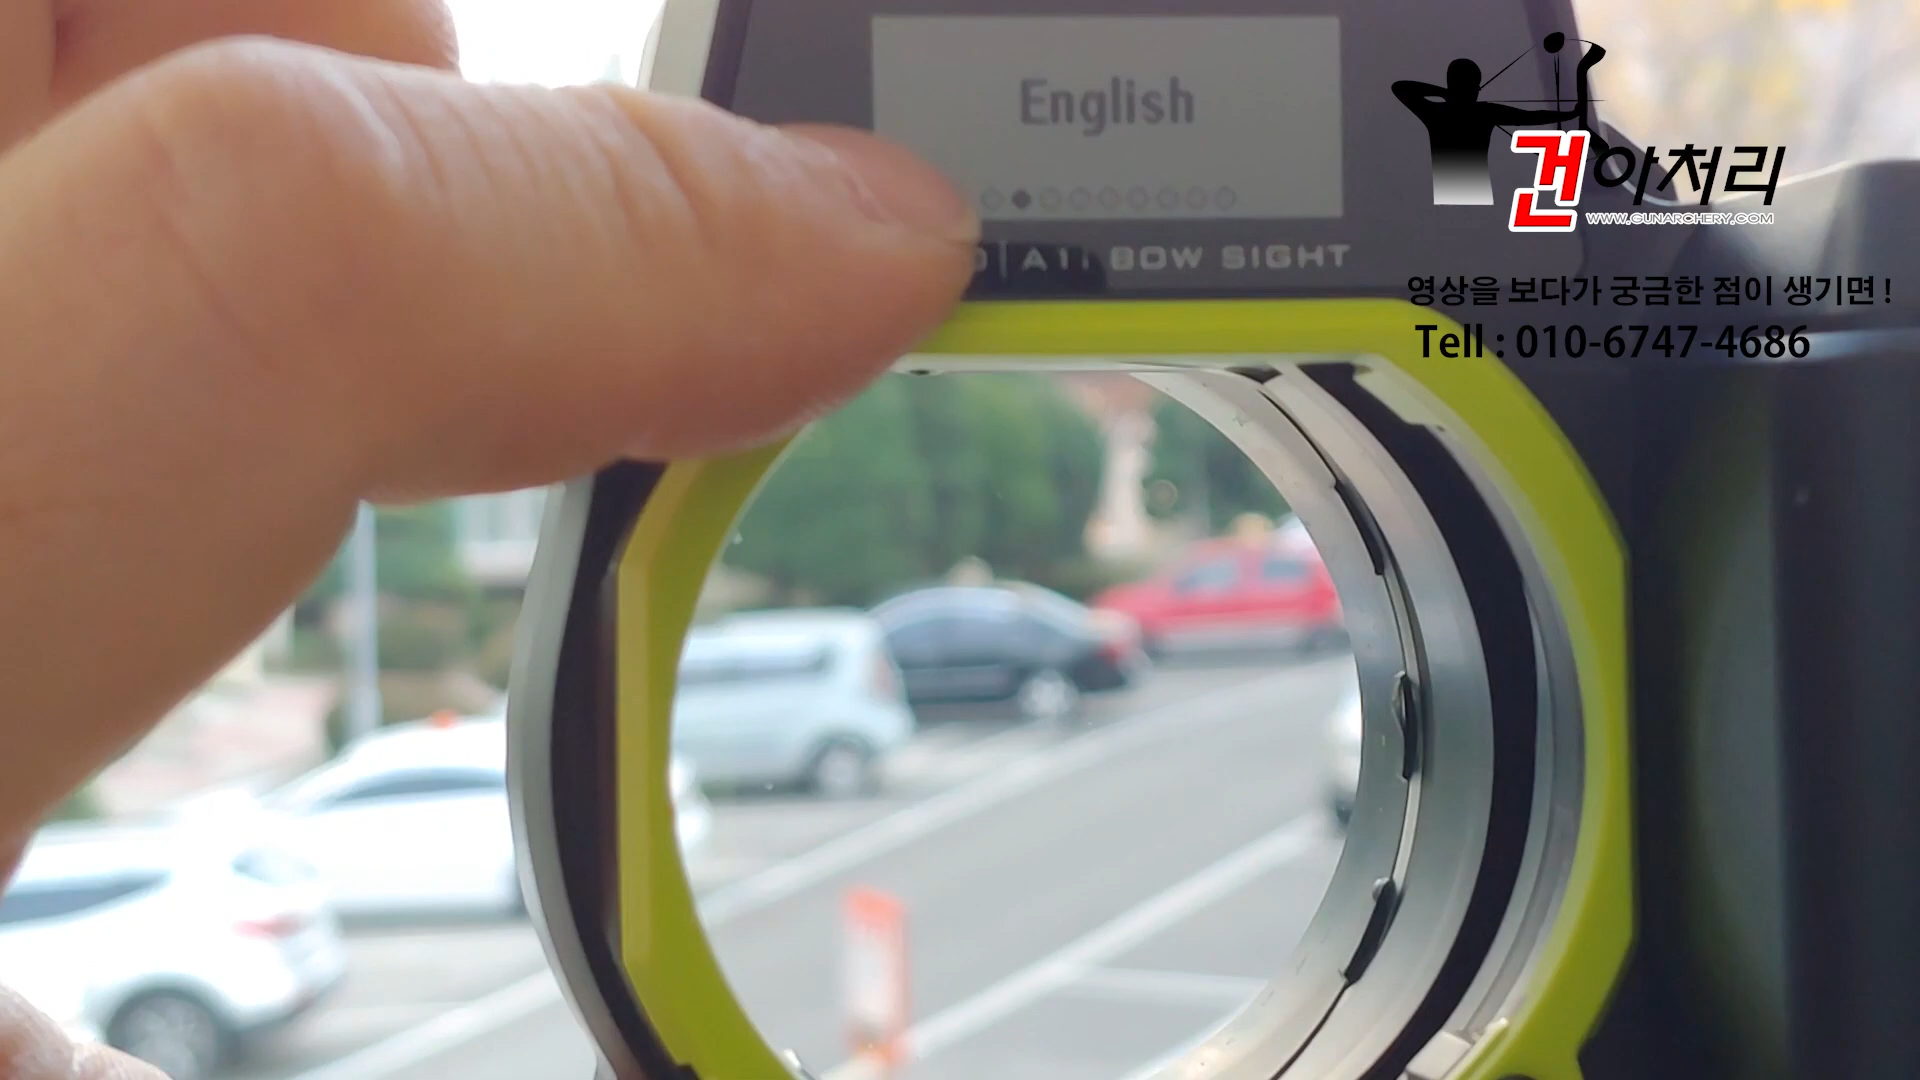 English
A1i BOW SIGHT
건아처리
WWW.GUNARCHERY.COM
영상을 보다가 궁금한 점이 생기면 !
Tell : 010-6747-4686